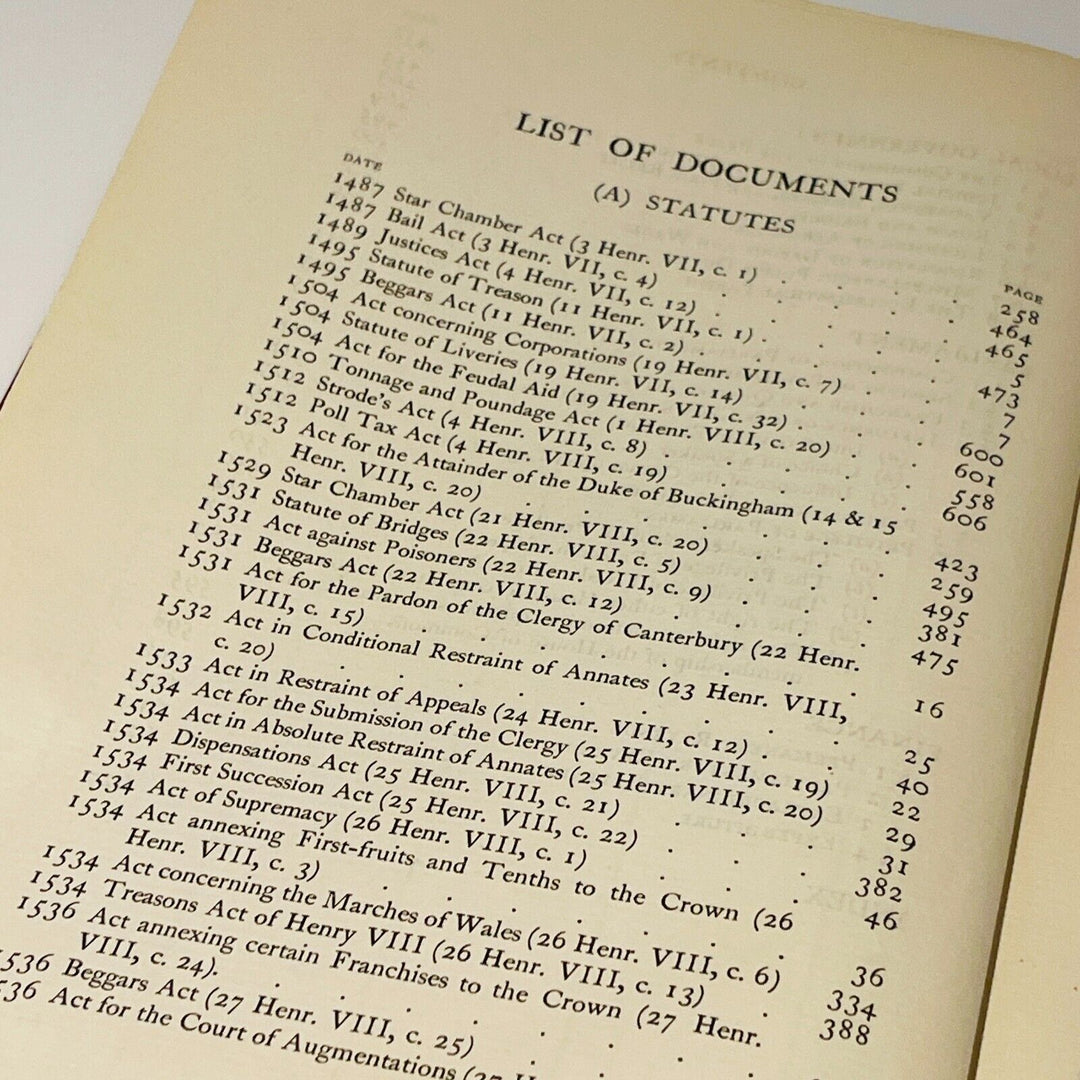 LIST OF DOCUMENTS
(A) STATUTES
DATE PAGE
1487 Star Chamber Act (3 Henr. VII, c. 1) 258
1487 Bail Act (3 Henr. VII, c. 4) 464
1489 Justices Act (4 Henr. VII, c. 12) 465
1495 Statute of Treason (11 Henr. VII, c. 1) 5
1495 Beggars Act (11 Henr. VII, c. 2) 473
1504 Act concerning Corporations (19 Henr. VII, c. 7) 7
1504 Statute of Liveries (19 Henr. VII, c. 14) 7
1504 Act for the Feudal Aid (19 Henr. VII, c. 32) 600
1510 Tonnage and Poundage Act (1 Henr. VIII, c. 20) 601
1512 Strode's Act (4 Henr. VIII, c. 8) 558
1512 Poll Tax Act (4 Henr. VIII, c. 19) 606
1523 Act for the Attainder of the Duke of Buckingham (14 & 15
Henr. VIII, c. 20) 423
1529 Star Chamber Act (21 Henr. VIII, c. 20) 259
1531 Statute of Bridges (22 Henr. VIII, c. 5) 495
1531 Act against Poisoners (22 Henr. VIII, c. 9) 381
1531 Beggars Act (22 Henr. VIII, c. 12) 475
1531 Act for the Pardon of the Clergy of Canterbury (22 Henr.
VIII, c. 15) 16
1532 Act in Conditional Restraint of Annates (23 Henr. VIII,
c. 20) 25
1533 Act in Restraint of Appeals (24 Henr. VIII, c. 12) 40
1534 Act for the Submission of the Clergy (25 Henr. VIII, c. 19) 22
1534 Act in Absolute Restraint of Annates (25 Henr. VIII, c. 20) 29
1534 Dispensations Act (25 Henr. VIII, c. 21) 31
1534 First Succession Act (25 Henr. VIII, c. 22) 382
1534 Act of Supremacy (26 Henr. VIII, c. 1) 46
1534 Act annexing First-fruits and Tenths to the Crown (26
Henr. VIII, c. 3) 36
1534 Act concerning the Marches of Wales (26 Henr. VIII, c. 6) 334
1534 Treasons Act of Henry VIII (26 Henr. VIII, c. 13) 388
1536 Act annexing certain Franchises to the Crown (27 Henr.
VIII, c. 24).
536 Beggars Act (27 Henr. VIII, c. 25)
536 Act for the Court of Augmentations